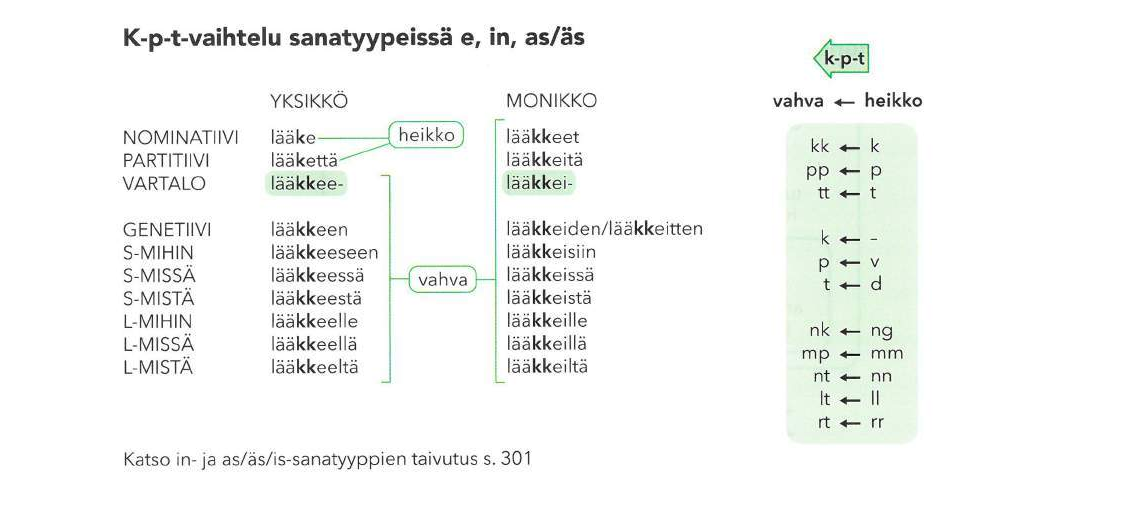 K-p-t-vaihtelu sanatyypeissä e, in, as/äs
YKSIKKÖ MONIKKO
NOMINATIIVI lääke heikko lääkkeet
PARTITIIVI lääkettä lääkkeitä
VARTALO lääkkee- lääkkei-
GENETIIVI lääkkeen lääkkeiden/lääkkeitten
S-MIHIN lääkkeeseen lääkkeisiin
S-MISSÄ lääkkeessä vahva lääkkeissä
S-MISTÄ lääkkeestä lääkkeistä
L-MIHIN lääkkeelle lääkkeille
L-MISSÄ lääkkeellä lääkkeillä
L-MISTÄ lääkkeeltä lääkkeiltä
Katso in- ja as/äs/is-sanatyyppien taivutus s. 301
k-p-t
vahva ← heikko
kk ← k
pp ← p
tt ← t
k ← -
p ← v
t ← d
nk ← ng
mp ← mm
nt ← nn
lt ← ll
rt ← rr